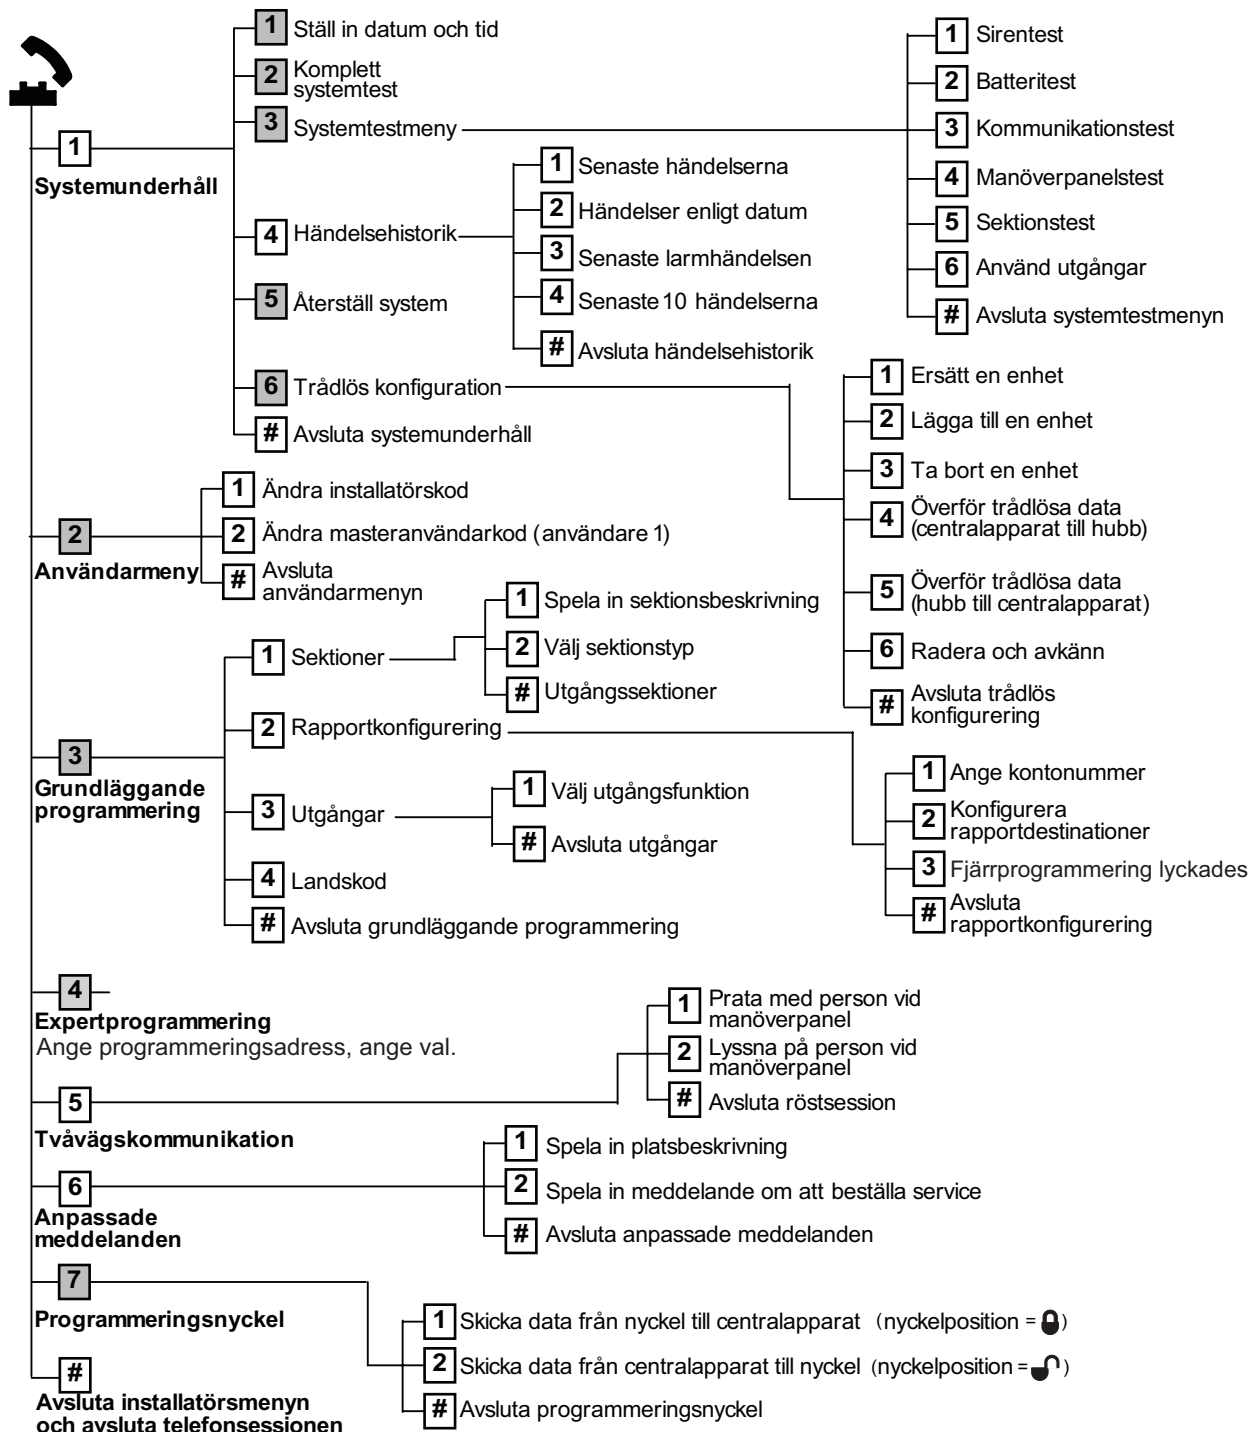 1 Ställ in datum och tid
2 Komplett
systemtest
3 Systemtestmeny
1 Sirentest
2 Batteritest
3 Kommunikationstest
4 Manöverpanelstest
5 Sektionstest
6 Använd utgångar
# Avsluta systemtestmenyn
1
Systemunderhåll
4 Händelsehistorik
1 Senaste händelserna
2 Händelser enligt datum
3 Senaste larmhändelsen
4 Senaste 10 händelserna
# Avsluta händelsehistorik
5 Återställ system
6 Trådlös konfiguration
# Avsluta systemunderhåll
1 Ersätt en enhet
2 Lägga till en enhet
3 Ta bort en enhet
4 Överför trådlösa data
(centralapparat till hubb)
5 Överför trådlösa data
(hubb till centralapparat)
6 Radera och avkänn
# Avsluta trådlös
konfigurering
2
Användarmeny
1 Ändra installatörskod
2 Ändra masteranvändarkod (användare 1)
# Avsluta
användarmenyn
3
Grundläggande
programmering
1 Sektioner
1 Spela in sektionsbeskrivning
2 Välj sektionstyp
# Utgångssektioner
2 Rapportkonfigurering
1 Ange kontonummer
2 Konfigurera
rapportdestinationer
3 Fjärrprogrammering lyckades
# Avsluta
rapportkonfigurering
3 Utgångar
1 Välj utgångsfunktion
# Avsluta utgångar
4 Landskod
# Avsluta grundläggande programmering
4
Expertprogrammering
Ange programmeringsadress, ange val.
5
Tvåvägskommunikation
1 Prata med person vid
manöverpanel
2 Lyssna på person vid
manöverpanel
# Avsluta röstsession
6
Anpassade
meddelanden
1 Spela in platsbeskrivning
2 Spela in meddelande om att beställa service
# Avsluta anpassade meddelanden
7
Programmeringsnyckel
1 Skicka data från nyckel till centralapparat (nyckelposition = )
2 Skicka data från centralapparat till nyckel (nyckelposition = )
# Avsluta programmeringsnyckel
#
Avsluta installatörsmenyn
och avsluta telefonsessionen